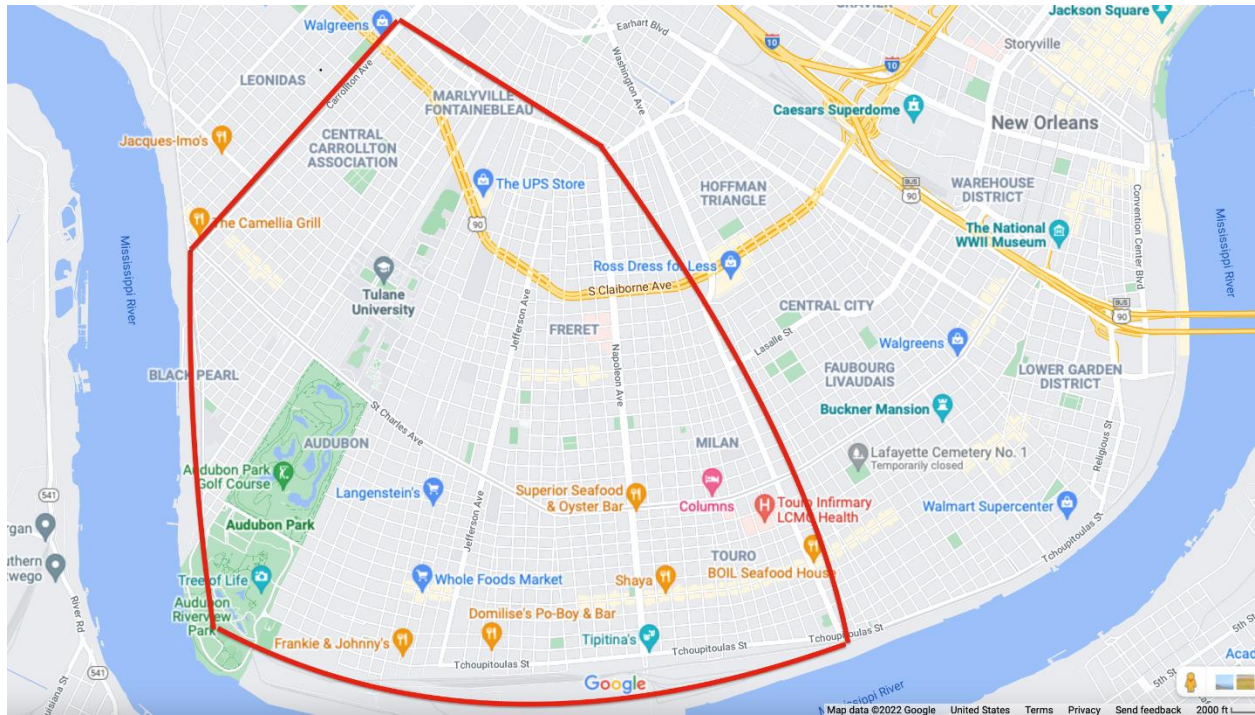 GRAVIER
Jackson Square
Walgreens
Earhart Blvd
10
Storyville
Washington Ave
10
LEONIDAS
Carrollton Ave
MARLYVILLE
FONTAINEBLEAU
Caesars Superdome
New Orleans
Jacques-Imo's
CENTRAL
CARROLLTON
ASSOCIATION
The UPS Store
HOFFMAN
TRIANGLE
BUS
90
WAREHOUSE
DISTRICT
Convention Center Blvd
The Camellia Grill
90
The National
WWII Museum
Mississippi River
Mississippi River
Ross Dress for Less
S Claiborne Ave
Tulane
University
Jefferson Ave
CENTRAL CITY
BUS
90
FRERET
Lasalle St
Walgreens
Napoleon Ave
BLACK PEARL
FAUBOURG
LIVAUDAIS
LOWER GARDEN
DISTRICT
St Charles Ave
Buckner Mansion
AUDUBON
MILAN
Religious St
Lafayette Cemetery No. 1
Temporarily closed
Audubon Park
Golf Course
Langenstein's
Superior Seafood
& Oyster Bar
Columns
Touro Infirmary
LCMC Health
Walmart Supercenter
541
Audubon Park
Jefferson Ave
Tchoupitoulas St
TOURO
BOIL Seafood House
Tree of Life
Whole Foods Market
Shaya
Audubon
Riverview
Park
River Rd
Domilise's Po-Boy & Bar
Frankie & Johnny's
Tipitina's
Tchoupitoulas St
5th St
Tchoupitoulas St
541
Google
Mississippi River
5th St
Map data ©2022 Google
United States
Terms
Privacy
Send feedback
2000 ft